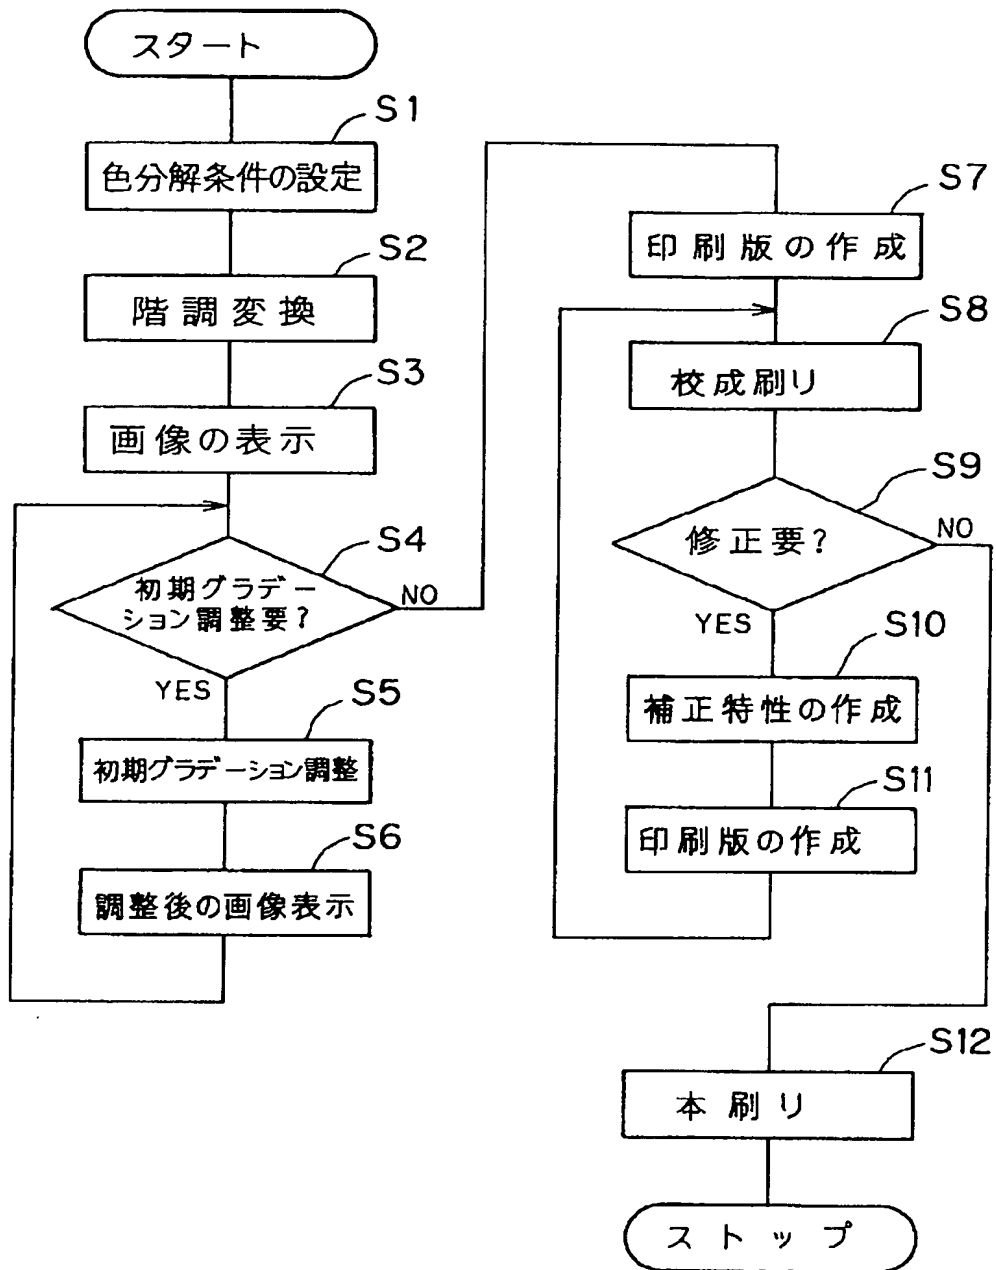 スタート
S1
色分解条件の設定
S2
階調変換
S3
画像の表示
S4
初期グラデー
ション調整要?
NO
YES
S5
初期グラデーション調整
S6
調整後の画像表示
S7
印刷版の作成
S8
校成刷り
S9
修正要?
NO
YES
S10
補正特性の作成
S11
印刷版の作成
S12
本刷り
ストップ